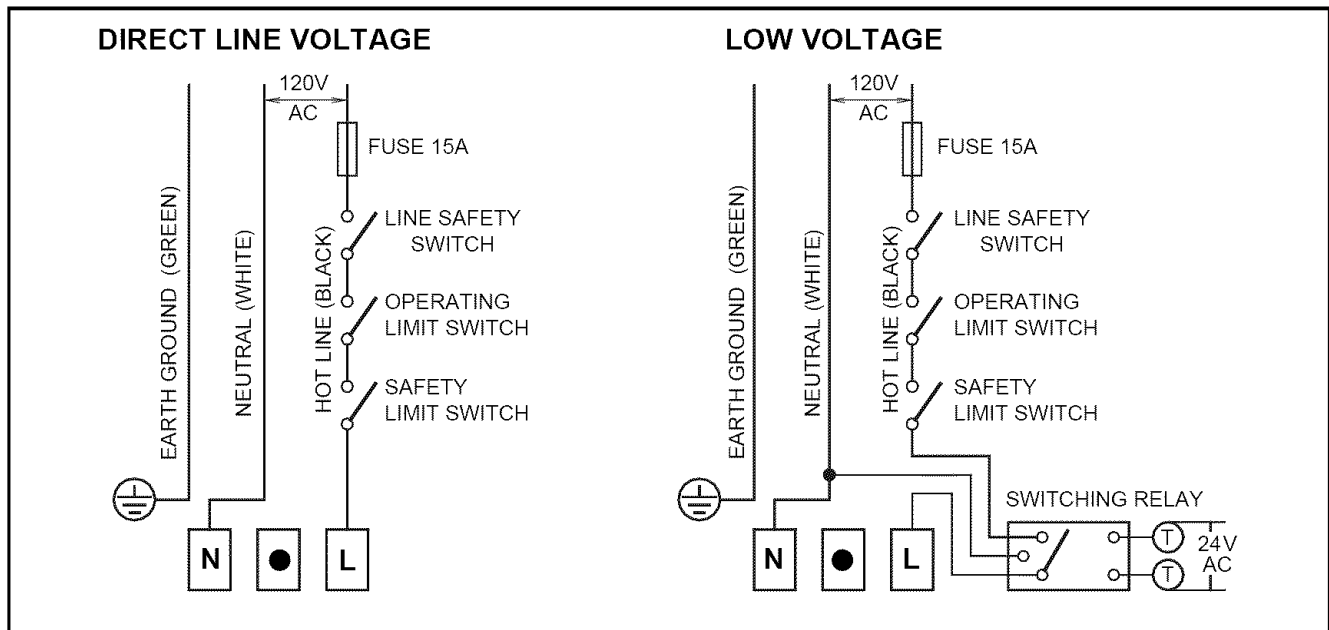 DIRECT LINE VOLTAGE
120V
AC
FUSE 15A
EARTH GROUND (GREEN)
NEUTRAL (WHITE)
HOT LINE (BLACK)
LINE SAFETY
SWITCH
OPERATING
LIMIT SWITCH
SAFETY
LIMIT SWITCH
N
L
LOW VOLTAGE
120V
AC
FUSE 15A
EARTH GROUND (GREEN)
NEUTRAL (WHITE)
HOT LINE (BLACK)
LINE SAFETY
SWITCH
OPERATING
LIMIT SWITCH
SAFETY
LIMIT SWITCH
SWITCHING RELAY
N
L
T
T
24V
AC